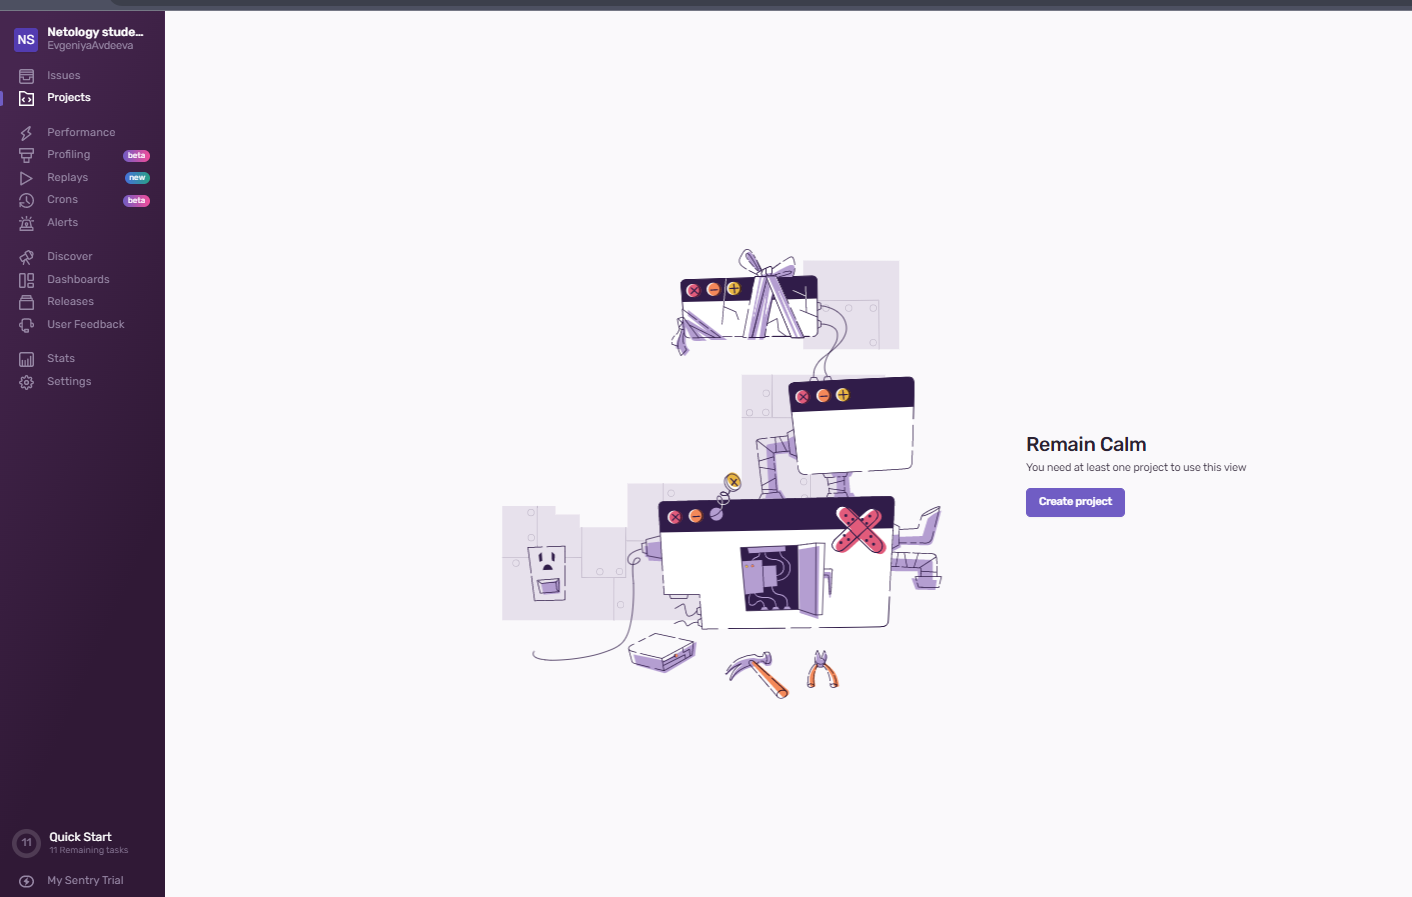 NS
Netology stude...
EvgeniyaAvdeeva
Issues
Projects
Performance
Profiling beta
Replays new
Crons beta
Alerts
Discover
Dashboards
Releases
User Feedback
Stats
Settings
Remain Calm
You need at least one project to use this view
Create project
11
Quick Start
11 Remaining tasks
My Sentry Trial